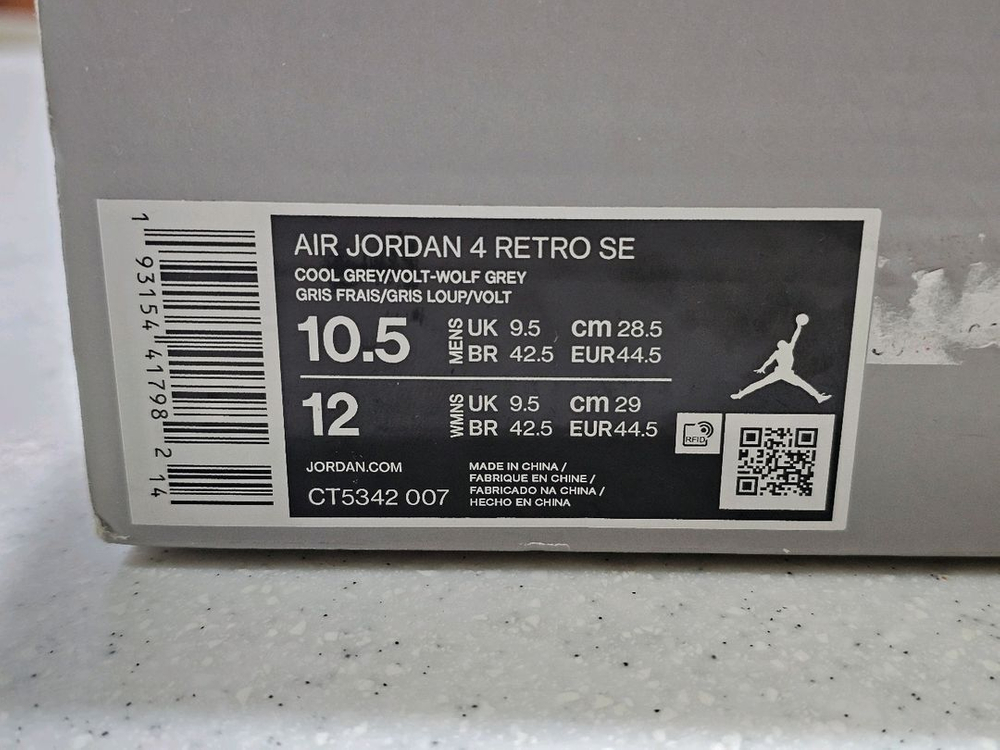 1 93154 41798 2 14
AIR JORDAN 4 RETRO SE
COOL GREY/VOLT-WOLF GREY
GRIS FRAIS/GRIS LOUP/VOLT
10.5 MENS UK 9.5 cm 28.5
BR 42.5 EUR 44.5
12 WMNS UK 9.5 cm 29
BR 42.5 EUR 44.5
RFID
JORDAN.COM
CT5342 007
MADE IN CHINA /
FABRIQUE EN CHINE /
FABRICADO NA CHINA /
HECHO EN CHINA